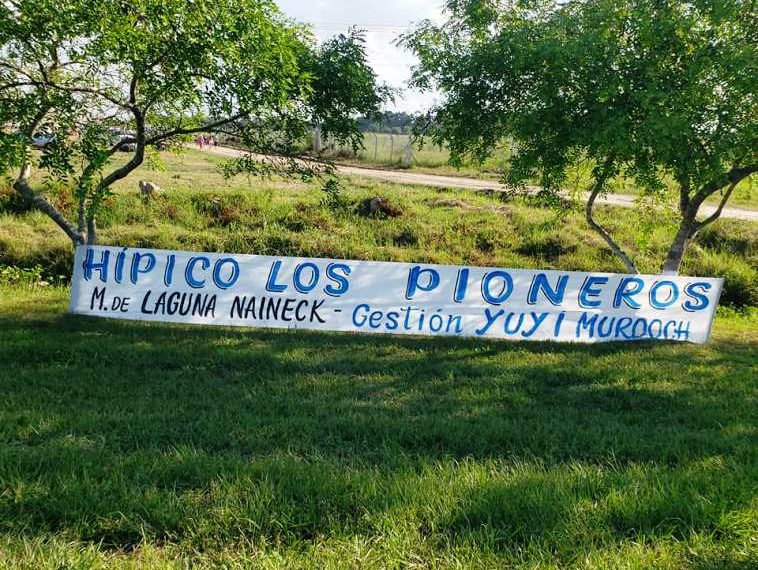 HÍPICO LOS PIONEROS
M. DE LAGUNA NAINECK - Gestión YUYI MURDOCH